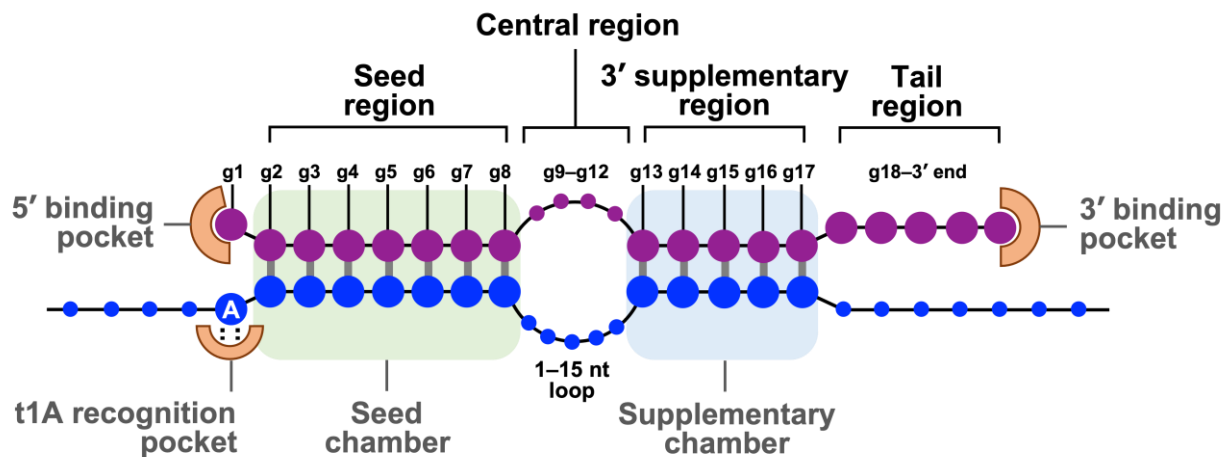 Central region
Seed
region
3′ supplementary
region
Tail
region
g1 g2 g3 g4 g5 g6 g7 g8 g9–g12 g13 g14 g15 g16 g17 g18–3′ end
5′ binding
pocket
3′ binding
pocket
A
1–15 nt
loop
t1A recognition
pocket
Seed
chamber
Supplementary
chamber